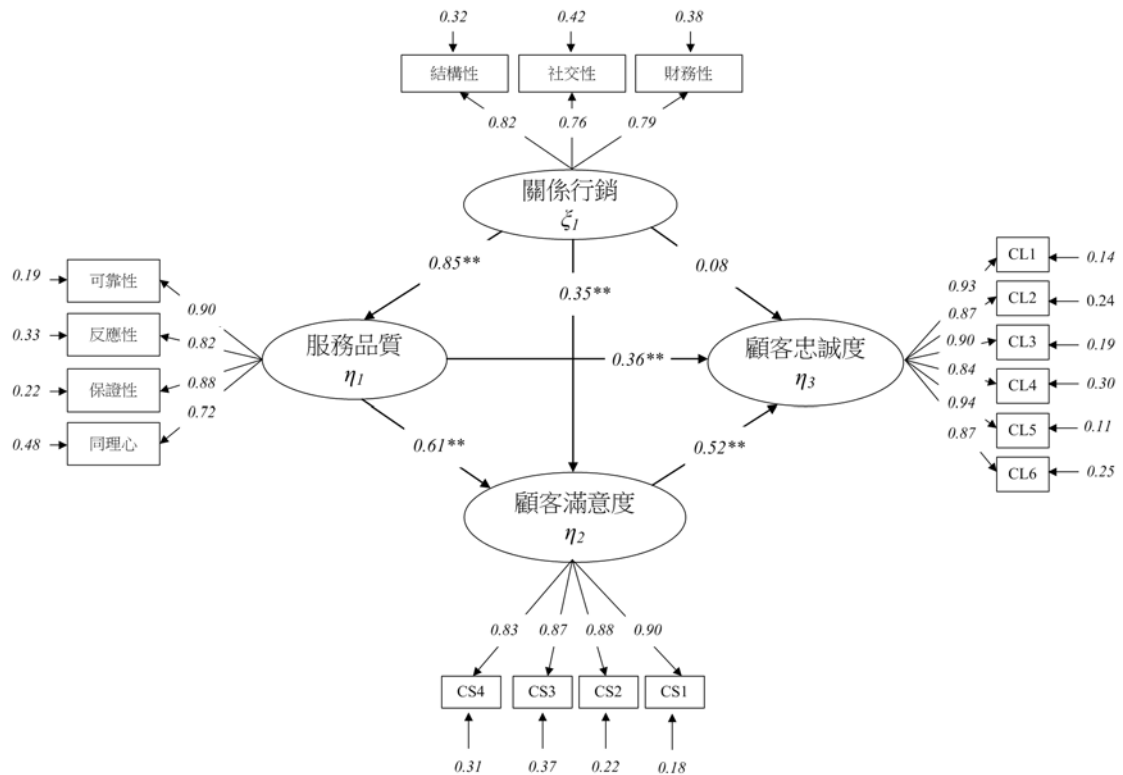 0.32 0.42 0.38
結構性 社交性 財務性
0.82 0.76 0.79
關係行銷
ξ1
0.85** 0.35** 0.08
0.19 可靠性 0.90
0.33 反應性 0.82
0.22 保證性 0.88
0.48 同理心 0.72
服務品質
η1
0.36**
顧客忠誠度
η3
0.93 CL1 0.14
0.87 CL2 0.24
0.90 CL3 0.19
0.84 CL4 0.30
0.94 CL5 0.11
0.87 CL6 0.25
0.61** 0.52**
顧客滿意度
η2
0.83 0.87 0.88 0.90
CS4 CS3 CS2 CS1
0.31 0.37 0.22 0.18